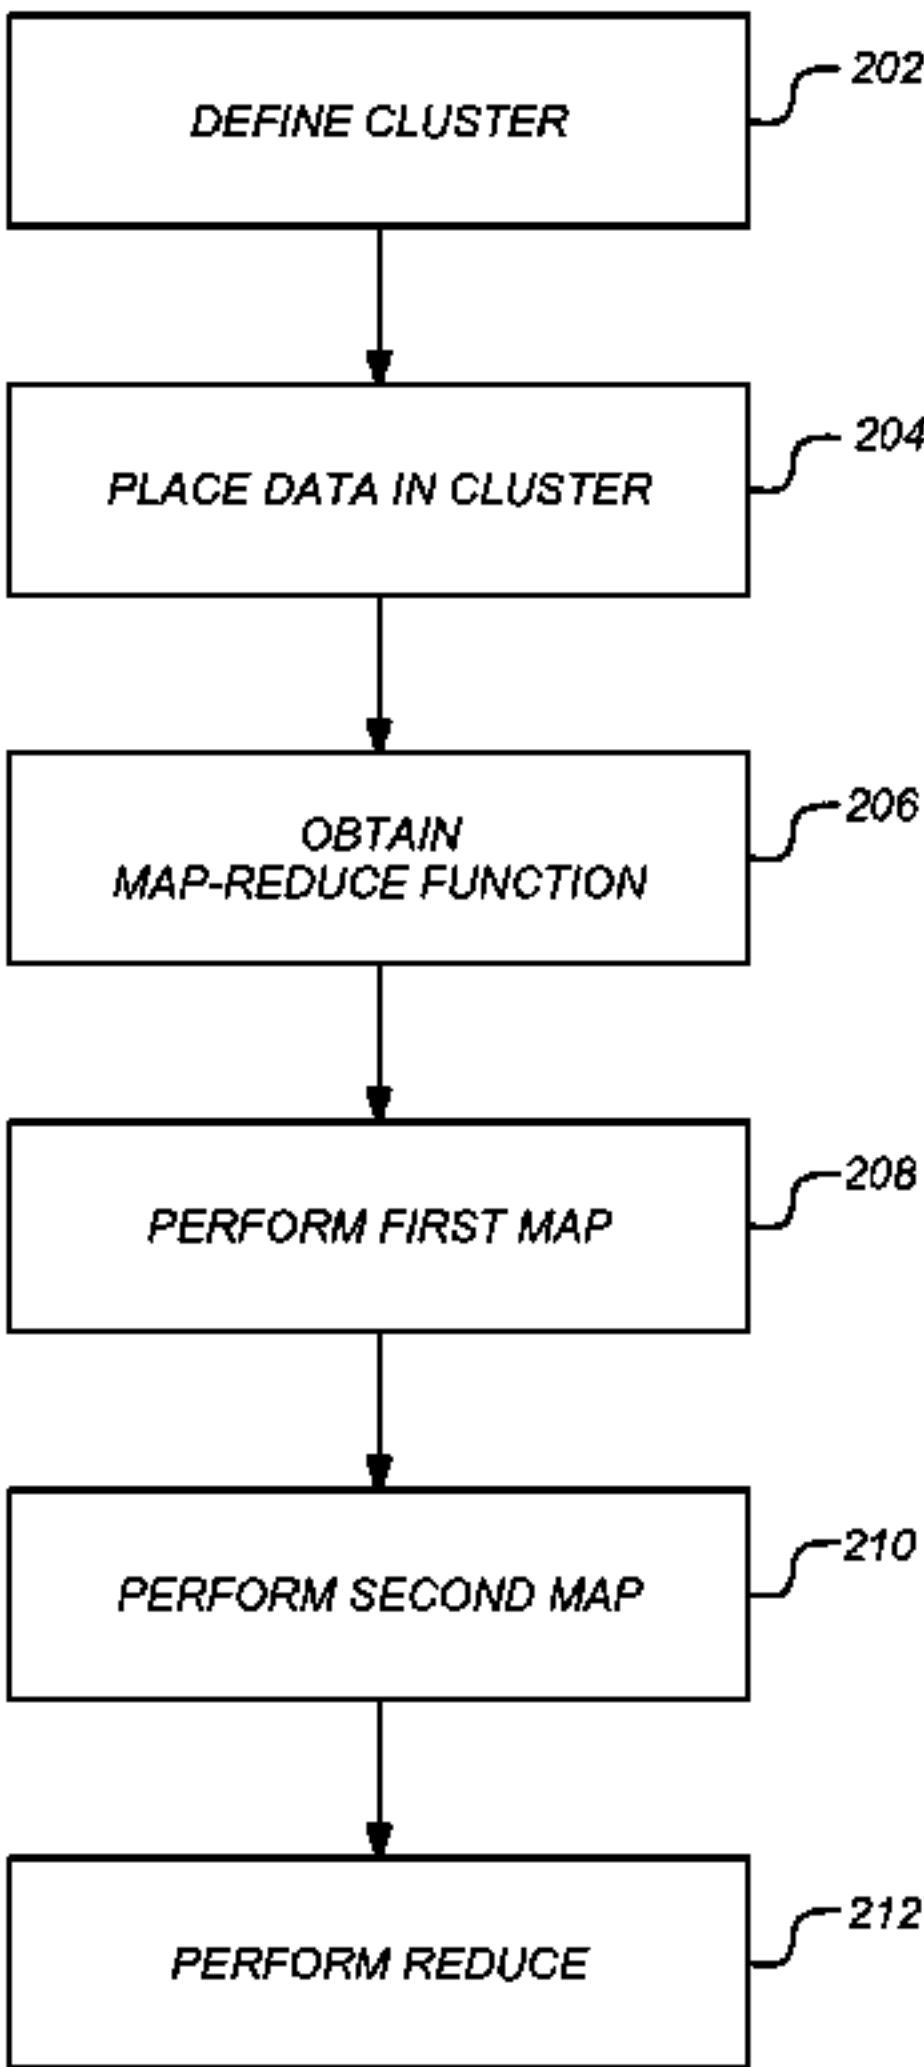 DEFINE CLUSTER
202
PLACE DATA IN CLUSTER
204
OBTAIN
MAP-REDUCE FUNCTION
206
PERFORM FIRST MAP
208
PERFORM SECOND MAP
210
PERFORM REDUCE
212